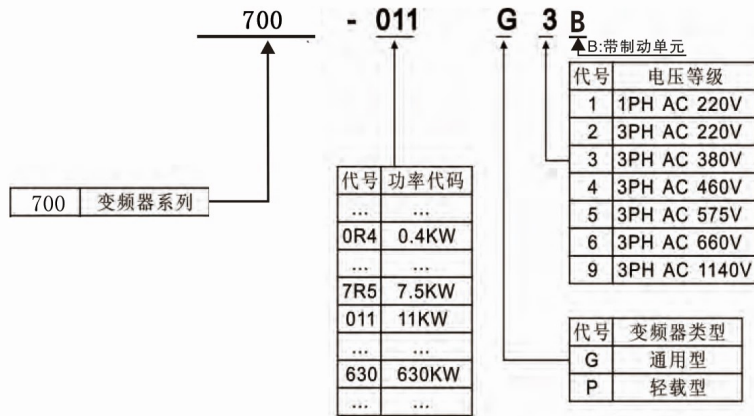 700 - 011 G 3 B
B:带制动单元
代号 电压等级
1 1PH AC 220V
2 3PH AC 220V
3 3PH AC 380V
4 3PH AC 460V
5 3PH AC 575V
6 3PH AC 660V
9 3PH AC 1140V
700 变频器系列
代号 功率代码
... ...
0R4 0.4KW
... ...
7R5 7.5KW
011 11KW
... ...
630 630KW
... ...
代号 变频器类型
G 通用型
P 轻载型